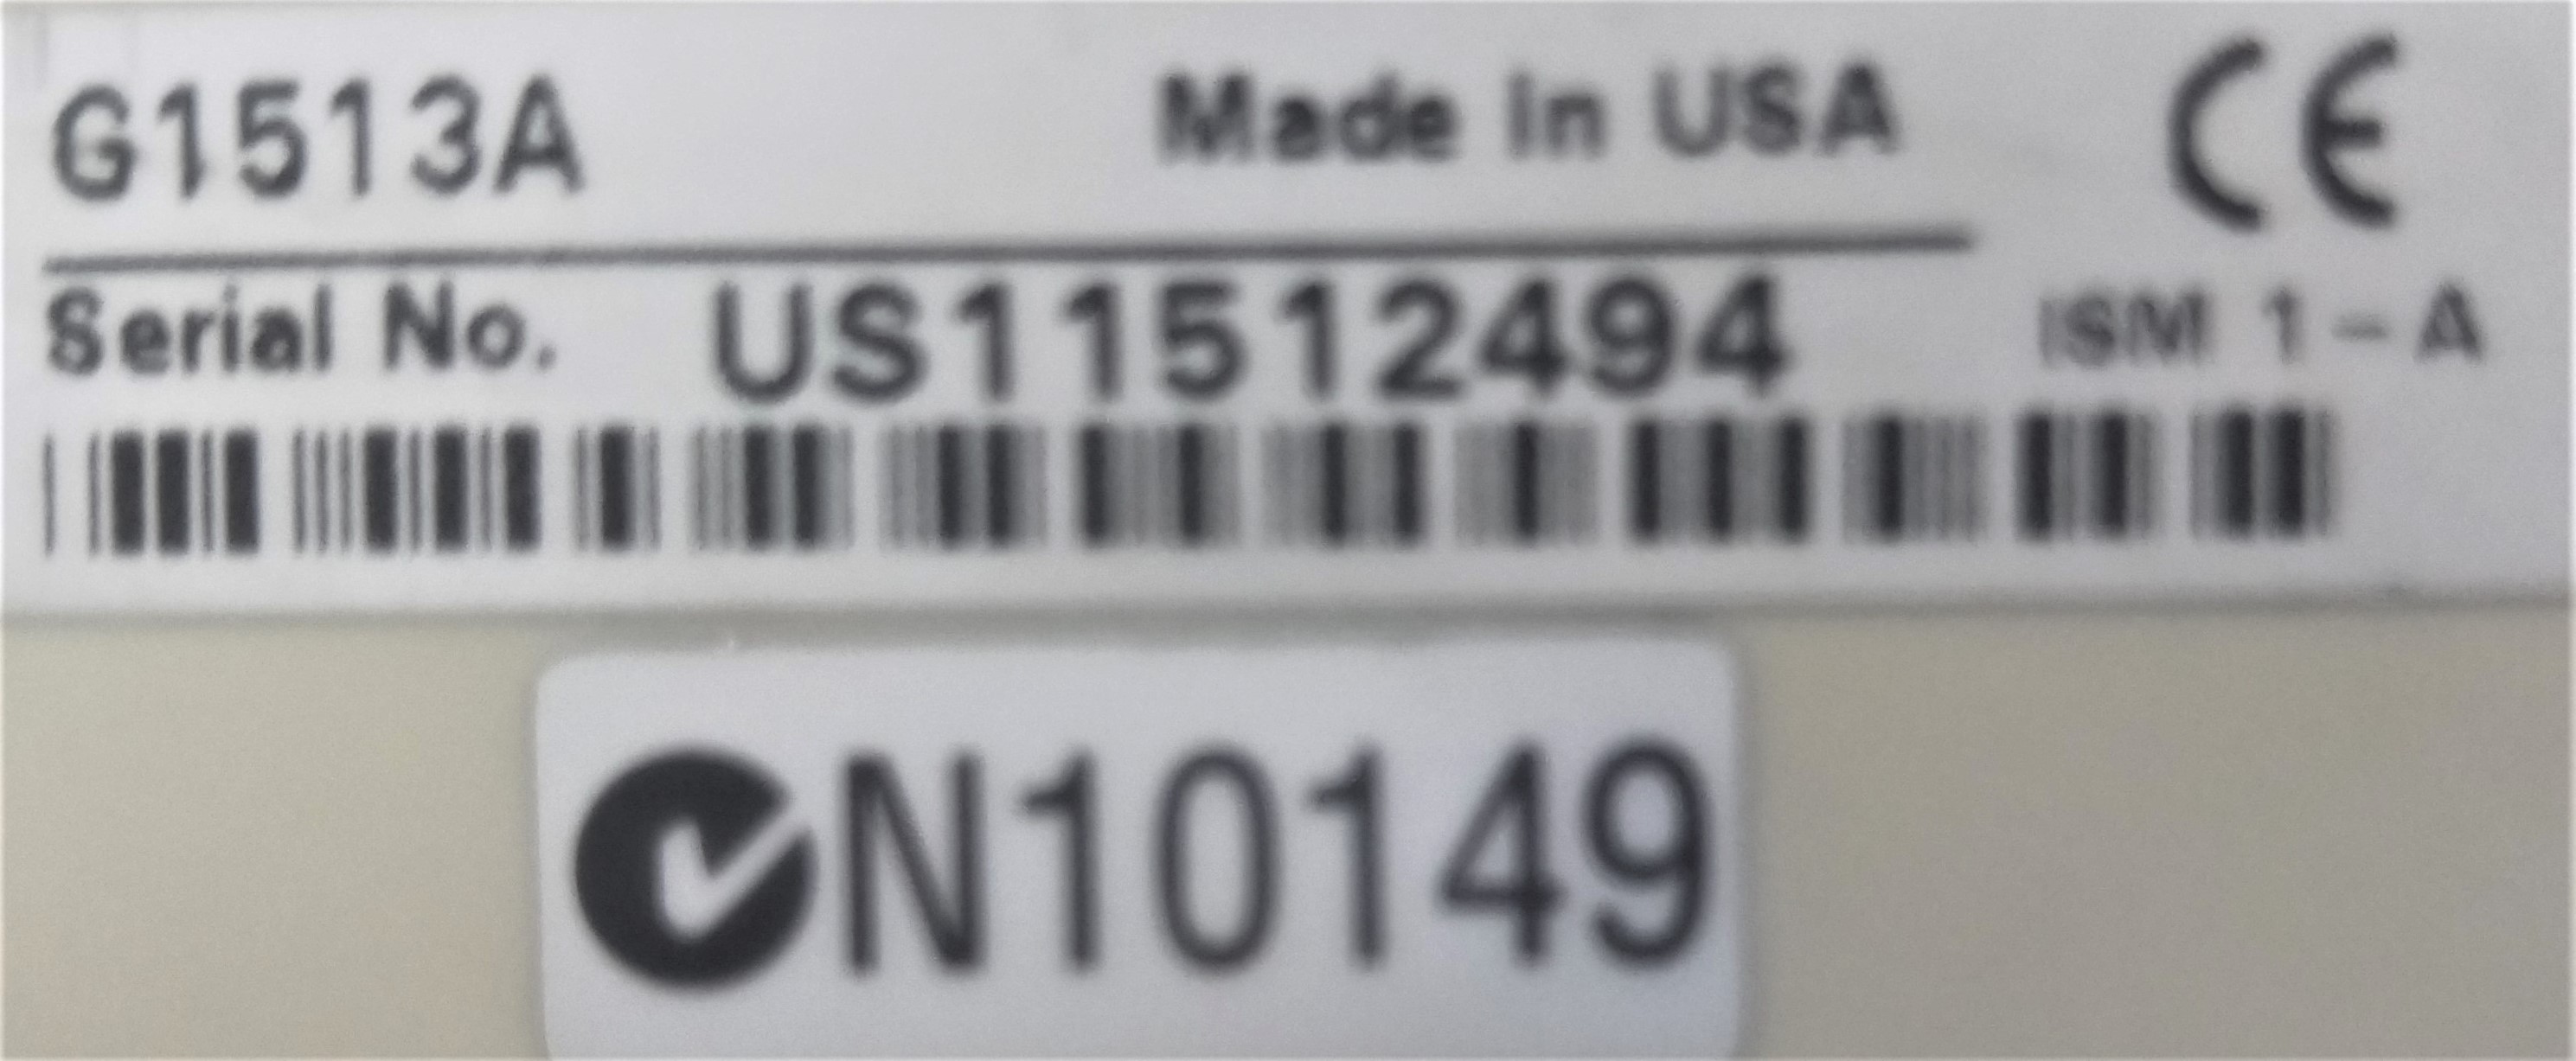 G1513A Made In USA CE
Serial No. US11512494 ISM 1-A
N10149